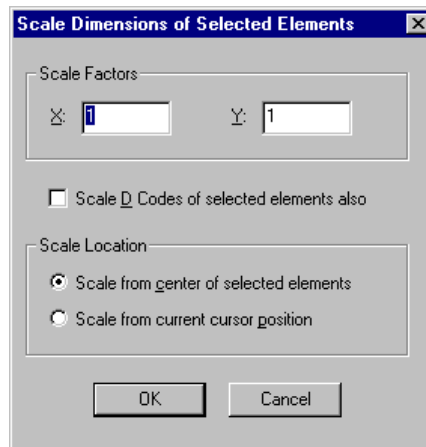 Scale Dimensions of Selected Elements
Scale Factors
X: 1 Y: 1
Scale D Codes of selected elements also
Scale Location
Scale from center of selected elements
Scale from current cursor position
OK Cancel